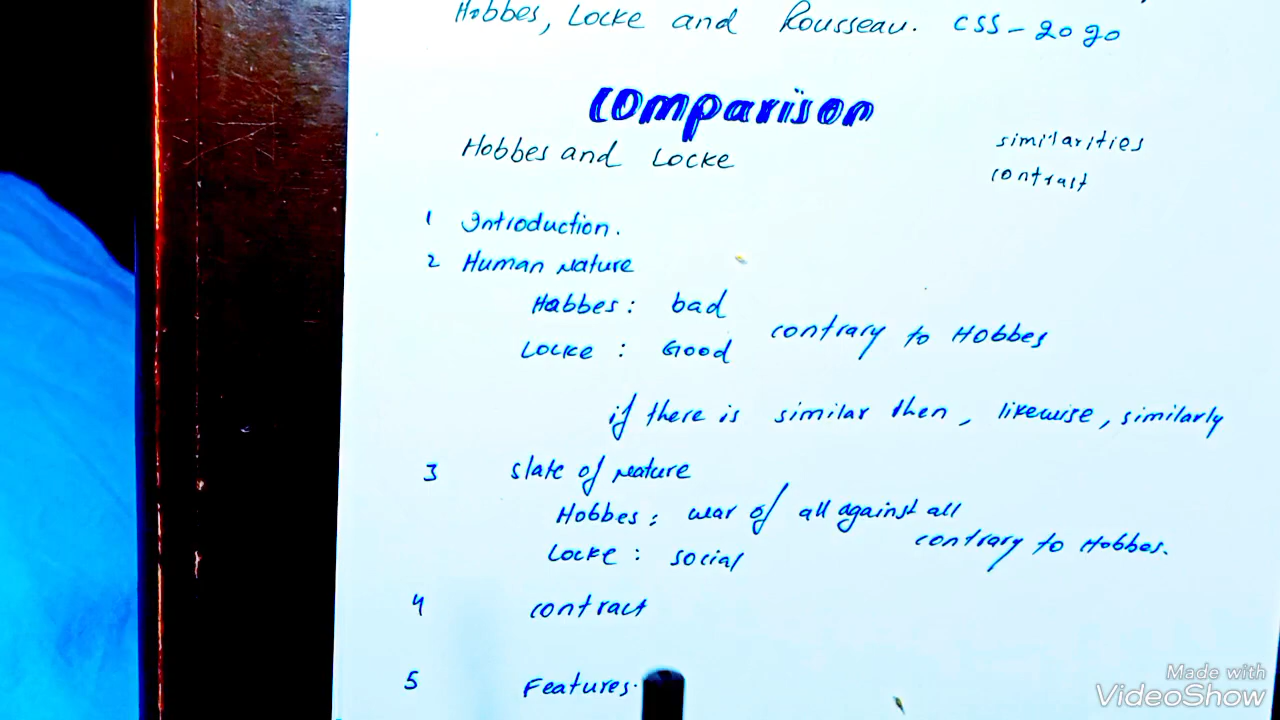 Hobbes, Locke and Rousseau. CSS-2020
comparison
Hobbes and Locke
similarities
contrast
1 Introduction.
2 Human Nature
Habbes: bad
Locke : Good
contrary to Hobbes
if there is similar then, likewise, similarly
3 State of Nature
Hobbes: war of all against all
Locke : social
contrary to Hobbes.
4 contract
5 Features.
Made with
VideoShow